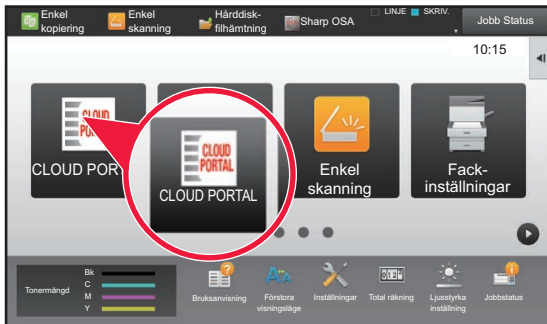 Enkel
kopiering
Enkel
skanning
Hårddisk-
filhämtning
Sharp OSA
LINJE
SKRIV.
Jobb Status
10:15
CLOUD
PORTAL
CLOUD PORTAL
Enkel
skanning
Fack-
inställningar
CLOUD
CLOUD POR
Tonermängd
Bk
C
M
Y
Bruksanvisning
Förstora
visningsläge
Inställningar
Total räkning
Ljusstyrka
inställning
Jobbstatus